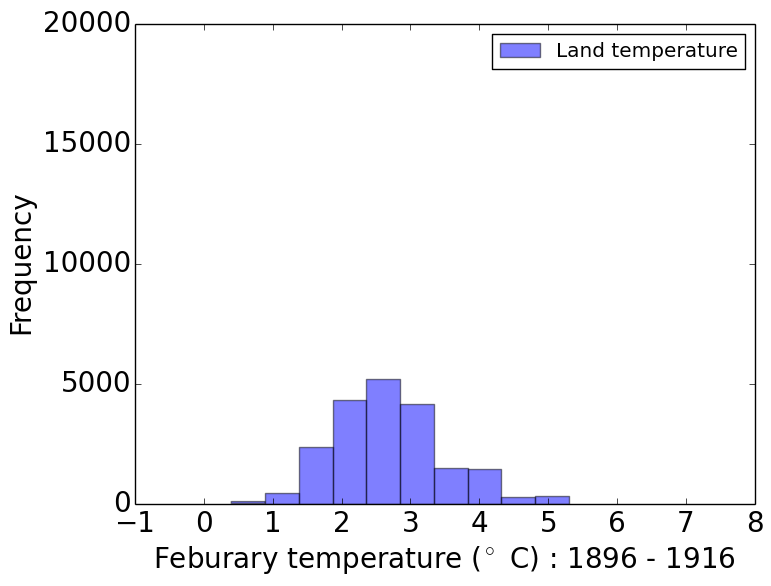 20000
Land temperature
15000
Frequency
10000
5000
0
−1 0 1 2 3 4 5 6 7 8
Feburary temperature (° C) : 1896 - 1916